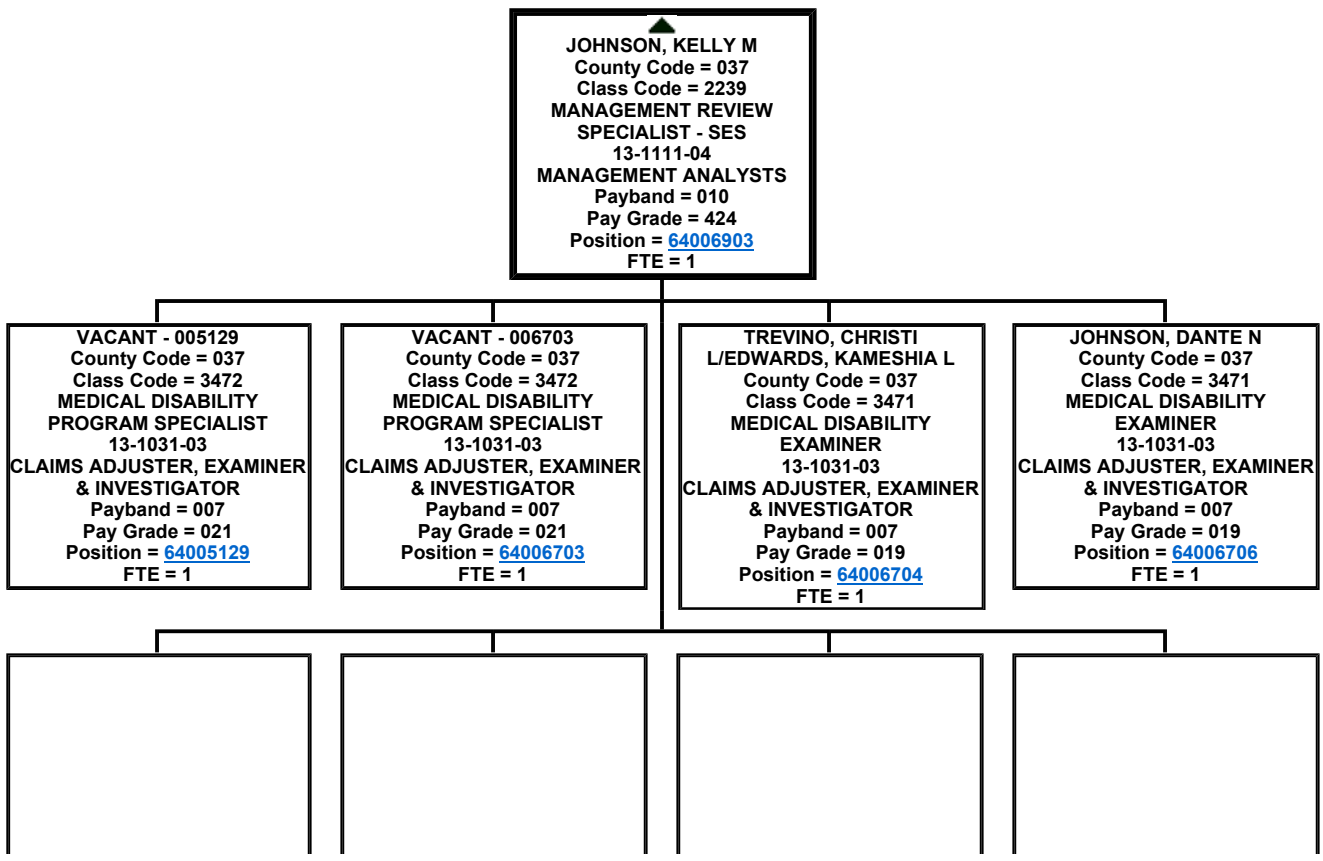 JOHNSON, KELLY M
County Code = 037
Class Code = 2239
MANAGEMENT REVIEW
SPECIALIST - SES
13-1111-04
MANAGEMENT ANALYSTS
Payband = 010
Pay Grade = 424
Position = 64006903
FTE = 1
VACANT - 005129
County Code = 037
Class Code = 3472
MEDICAL DISABILITY
PROGRAM SPECIALIST
13-1031-03
CLAIMS ADJUSTER, EXAMINER
& INVESTIGATOR
Payband = 007
Pay Grade = 021
Position = 64005129
FTE = 1
VACANT - 006703
County Code = 037
Class Code = 3472
MEDICAL DISABILITY
PROGRAM SPECIALIST
13-1031-03
CLAIMS ADJUSTER, EXAMINER
& INVESTIGATOR
Payband = 007
Pay Grade = 021
Position = 64006703
FTE = 1
TREVINO, CHRISTI
L/EDWARDS, KAMESHIA L
County Code = 037
Class Code = 3471
MEDICAL DISABILITY
EXAMINER
13-1031-03
CLAIMS ADJUSTER, EXAMINER
& INVESTIGATOR
Payband = 007
Pay Grade = 019
Position = 64006704
FTE = 1
JOHNSON, DANTE N
County Code = 037
Class Code = 3471
MEDICAL DISABILITY
EXAMINER
13-1031-03
CLAIMS ADJUSTER, EXAMINER
& INVESTIGATOR
Payband = 007
Pay Grade = 019
Position = 64006706
FTE = 1